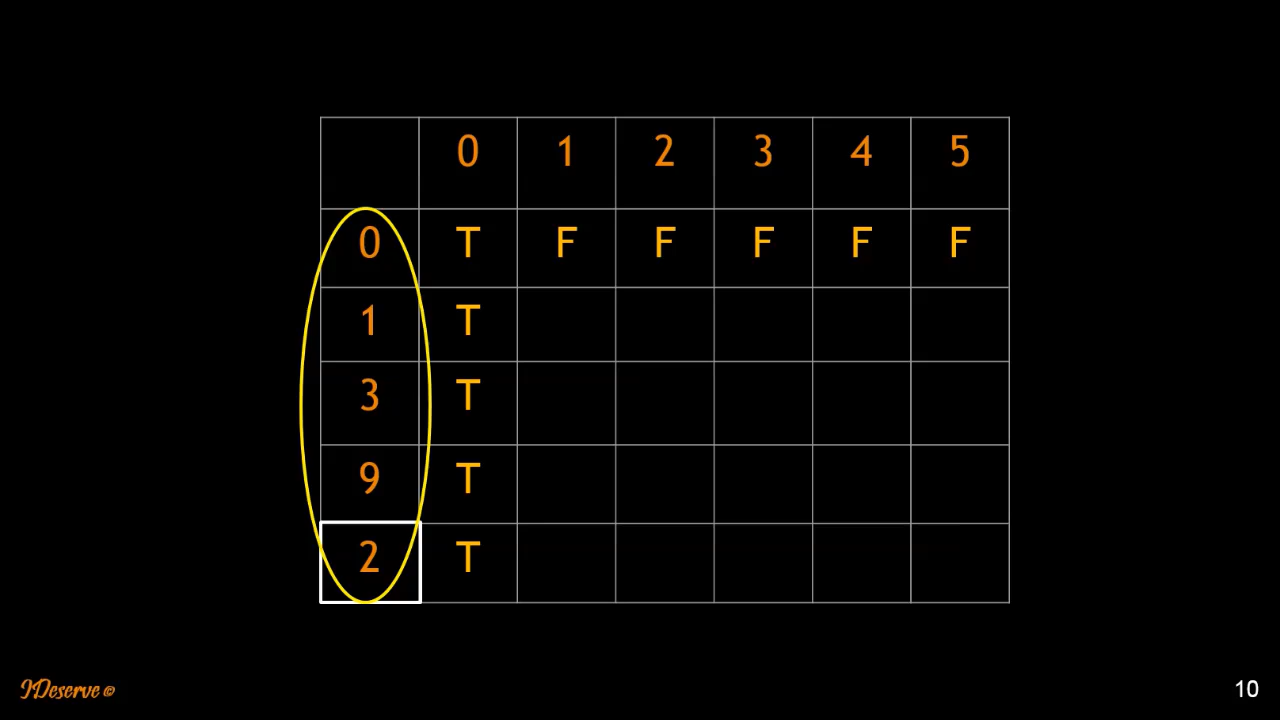 0 1 2 3 4 5
0 T F F F F F
1 T
3 T
9 T
2 T
IDeserve ©
10